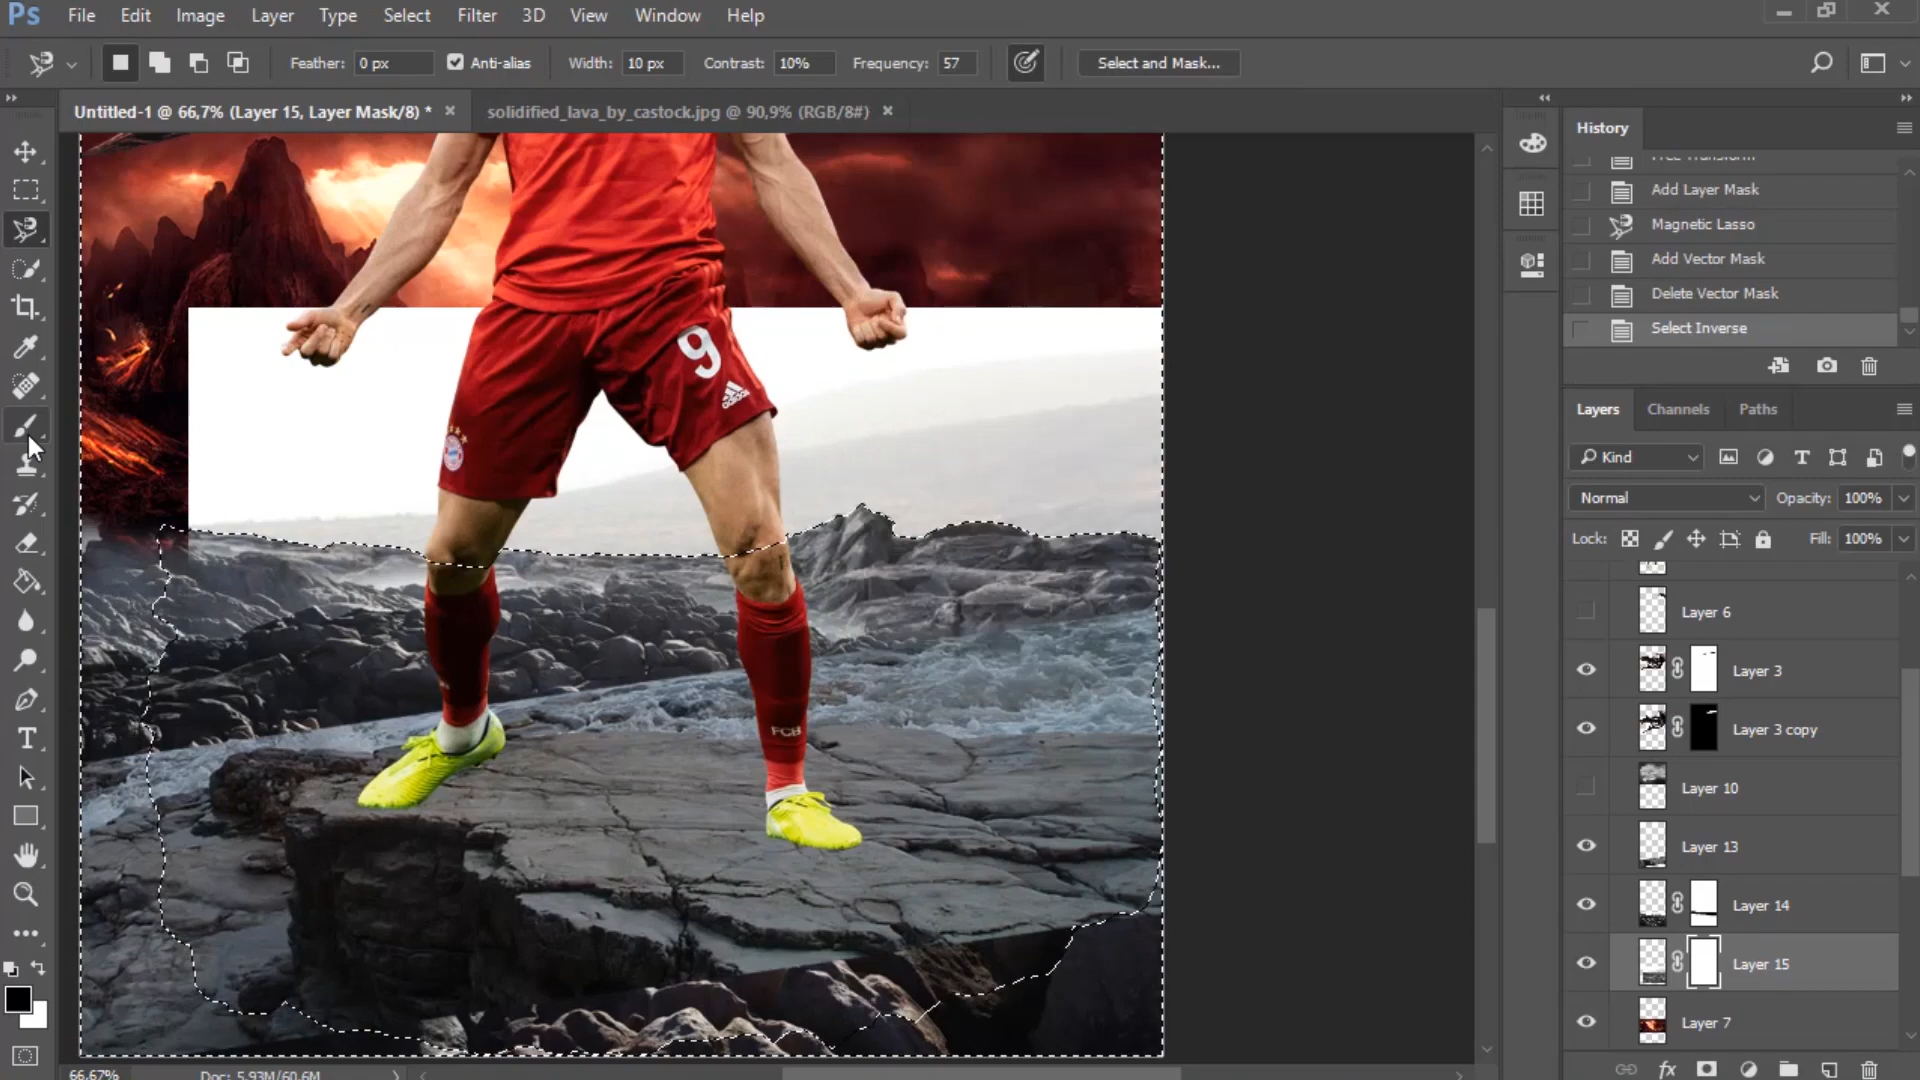 Ps File Edit Image Layer Type Select Filter 3D View Window Help
Feather: 0 px Anti-alias Width: 10 px Contrast: 10% Frequency: 57 Select and Mask...
Untitled-1 @ 66,7% (Layer 15, Layer Mask/8) * solidified_lava_by_castock.jpg @ 90,9% (RGB/8#)
History
Free Transform
Add Layer Mask
Magnetic Lasso
Add Vector Mask
Delete Vector Mask
Select Inverse
Layers Channels Paths
Kind
Normal Opacity: 100%
Lock: Fill: 100%
Layer 6
Layer 3
Layer 3 copy
Layer 10
Layer 13
Layer 14
Layer 15
Layer 7
fx
9
adidas
FCB
66,67% Doc: 5,93M/60,6M